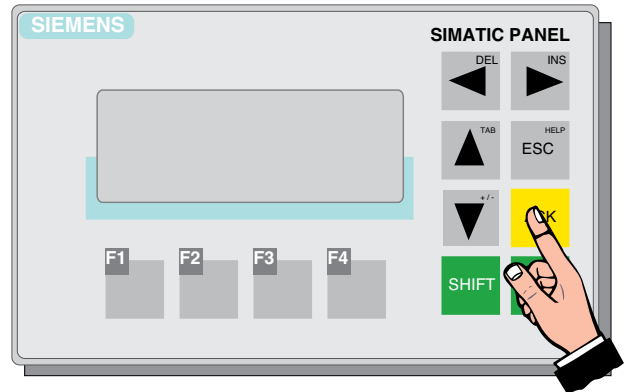 SIEMENS
SIMATIC PANEL
DEL
INS
TAB
HELP
ESC
+/-
F1
F2
F3
F4
SHIFT